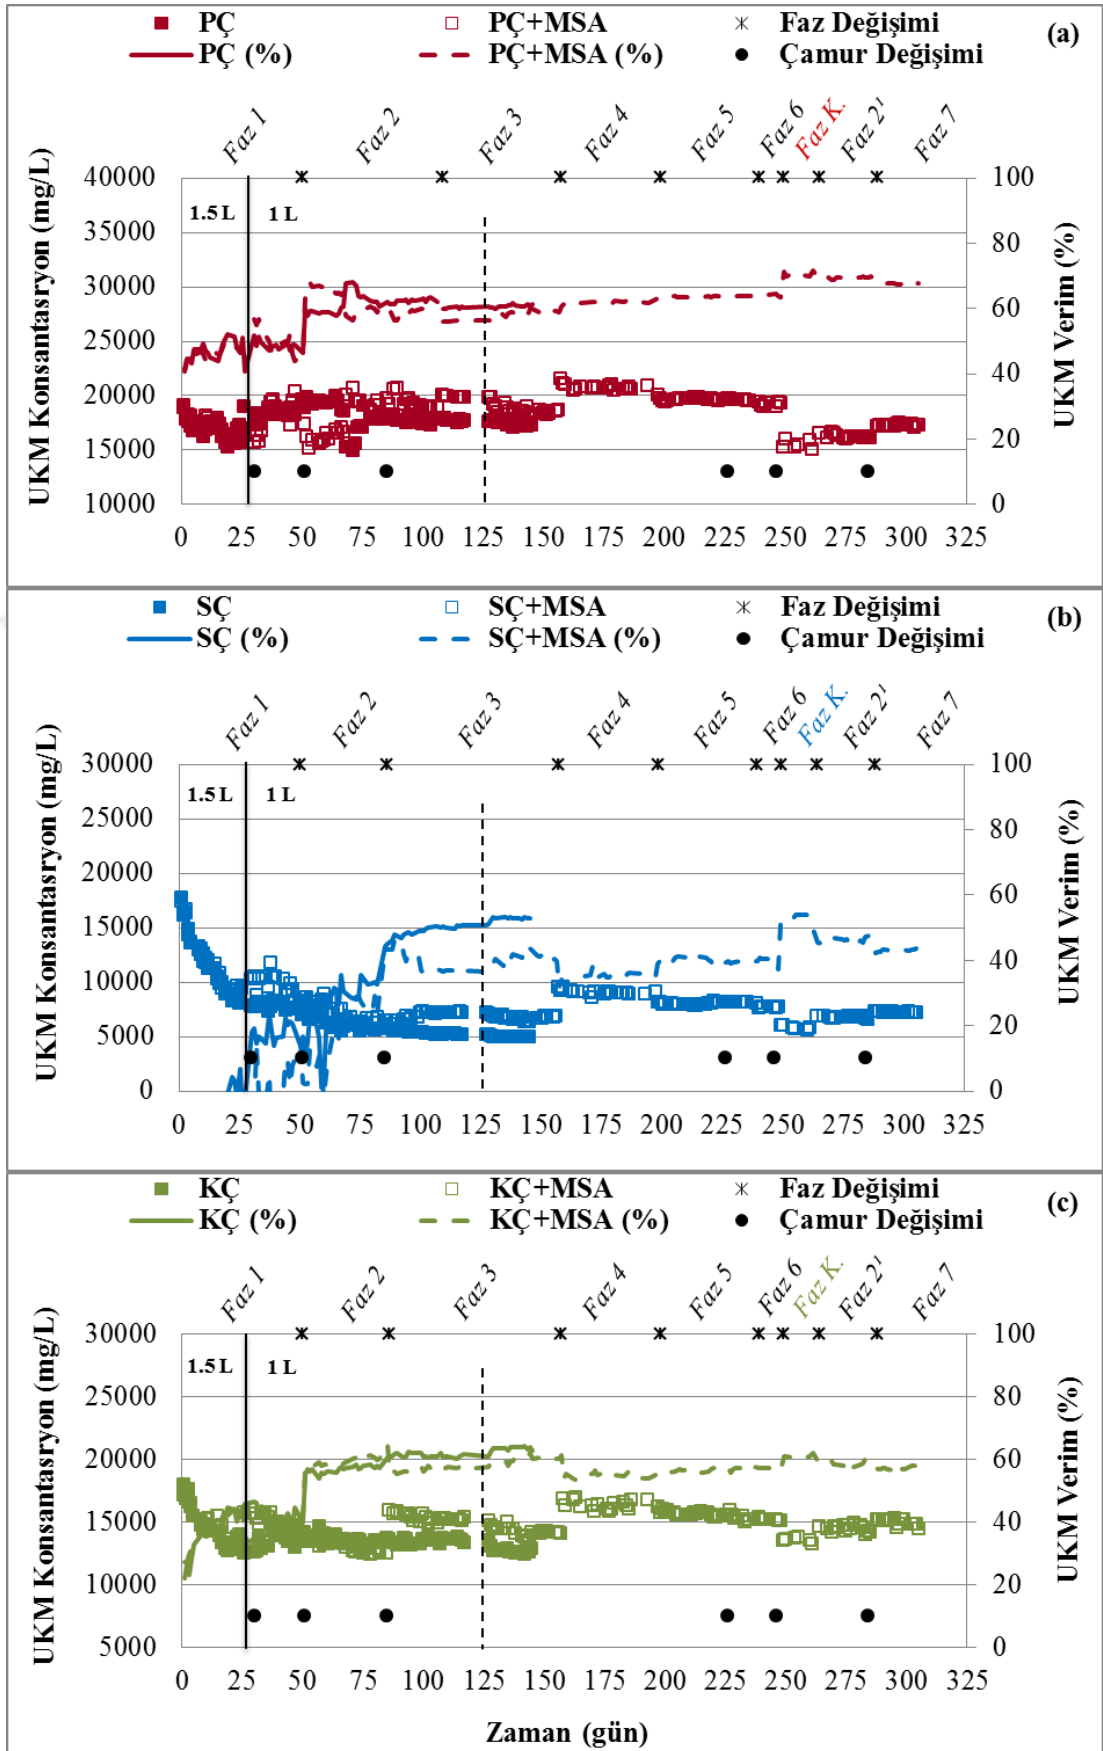 PÇ PÇ+MSA Faz Değişimi (a)
PÇ (%) PÇ+MSA (%) Çamur Değişimi
Faz 1 Faz 2 Faz 3 Faz 4 Faz 5 Faz 6 Faz K. Faz 2¹ Faz 7
UKM Konsantasryon (mg/L)
40000 35000 30000 25000 20000 15000 10000
1.5 L 1 L
100 80 60 40 20 0
UKM Verim (%)
0 25 50 75 100 125 150 175 200 225 250 275 300 325
SÇ SÇ+MSA Faz Değişimi (b)
SÇ (%) SÇ+MSA (%) Çamur Değişimi
Faz 1 Faz 2 Faz 3 Faz 4 Faz 5 Faz 6 Faz K. Faz 2¹ Faz 7
UKM Konsantasryon (mg/L)
30000 25000 20000 15000 10000 5000 0
1.5 L 1 L
100 80 60 40 20 0
UKM Verim (%)
0 25 50 75 100 125 150 175 200 225 250 275 300 325
KÇ KÇ+MSA Faz Değişimi (c)
KÇ (%) KÇ+MSA (%) Çamur Değişimi
Faz 1 Faz 2 Faz 3 Faz 4 Faz 5 Faz 6 Faz K. Faz 2¹ Faz 7
UKM Konsantasryon (mg/L)
30000 25000 20000 15000 10000 5000
1.5 L 1 L
100 80 60 40 20 0
UKM Verim (%)
0 25 50 75 100 125 150 175 200 225 250 275 300 325
Zaman (gün)